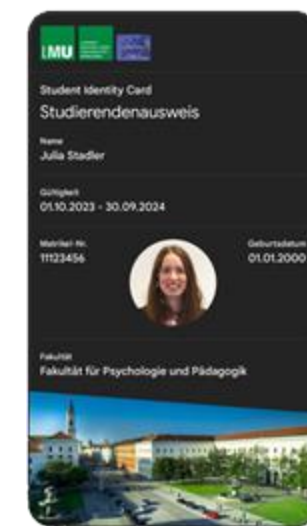 LMU
Student Identity Card
Studierendenausweis
Name
Julia Stadler
Gültigkeit
01.10.2023 - 30.09.2024
Matrikel-Nr.
11123456
Geburtsdatum
01.01.2000
Fakultät
Fakultät für Psychologie und Pädagogik